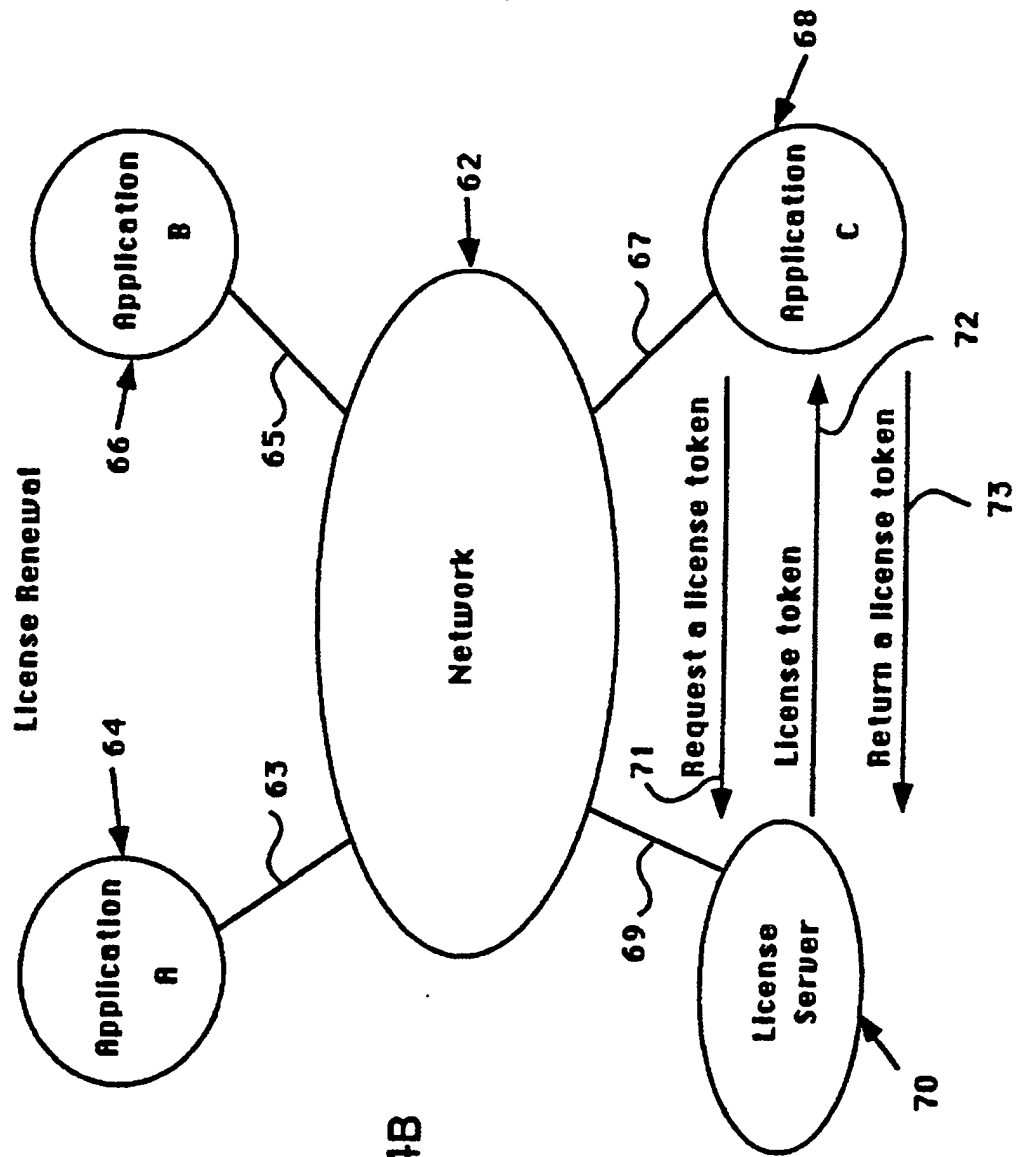 License Renewal
64
Application
A
63
66
Application
B
65
Network
62
69
License
Server
70
71
Request a license token
License token
72
Return a license token
73
67
Application
C
68